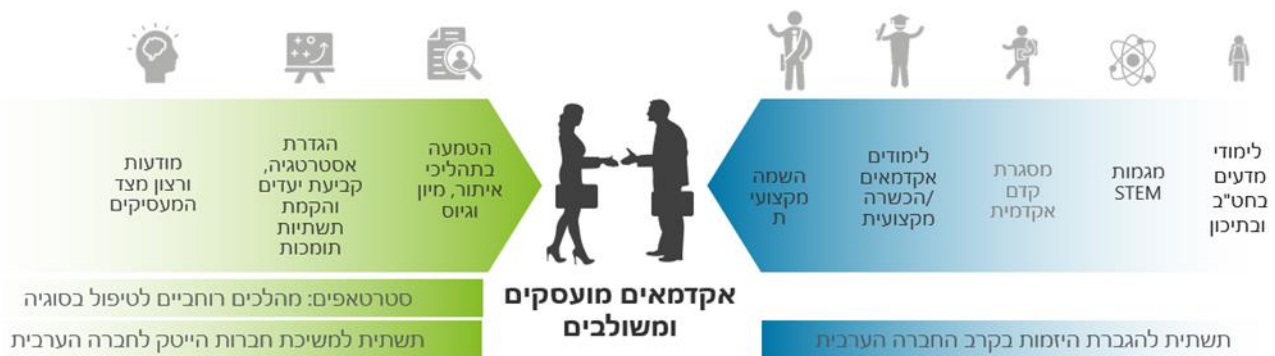 לימודי
מדעים
בחט"ב
ובתיכון
מגמות
STEM
מסגרת
קדם
אקדמית
לימודים
אקדמאים
/הכשרה
מקצועית
השמה
מקצועי
ת
הטמעה
בתהליכי
איתור, מיון
וגיוס
הגדרת
אסטרטגיה,
קביעת יעדים
והקמת
תשתיות
תומכות
מודעות
ורצון מצד
המעסיקים
אקדמאים מועסקים
ומשולבים
סטרטאפים: מהלכים רוחביים לטיפול בסוגיה
תשתית להגברת היזמות בקרב החברה הערבית
תשתית למשיכת חברות הייטק לחברה הערבית